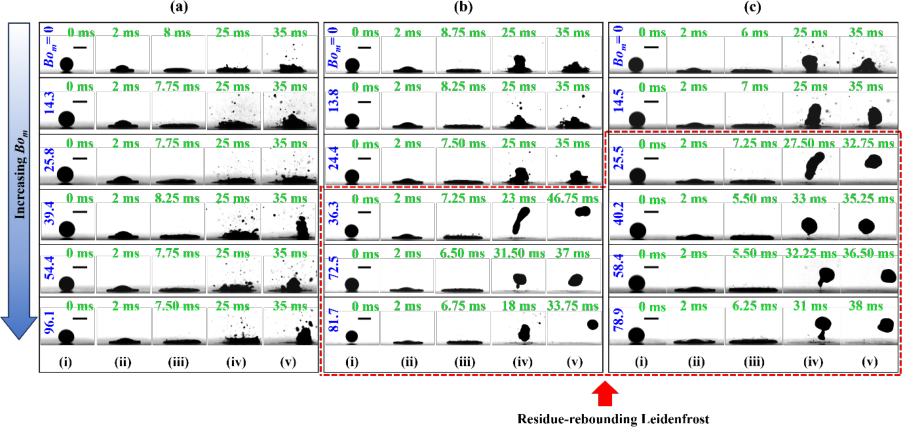 (a) (b) (c)
Increasing Bo_m
Bo_m = 0 0 ms 2 ms 8 ms 25 ms 35 ms
14.3 0 ms 2 ms 7.75 ms 25 ms 35 ms
25.8 0 ms 2 ms 7.75 ms 25 ms 35 ms
39.4 0 ms 2 ms 8.25 ms 25 ms 35 ms
54.4 0 ms 2 ms 7.75 ms 25 ms 35 ms
96.1 0 ms 2 ms 7.50 ms 25 ms 35 ms
(i) (ii) (iii) (iv) (v)
Bo_m = 0 0 ms 2 ms 8.75 ms 25 ms 35 ms
13.8 0 ms 2 ms 8.25 ms 25 ms 35 ms
24.4 0 ms 2 ms 7.50 ms 25 ms 35 ms
36.3 0 ms 2 ms 7.25 ms 23 ms 46.75 ms
72.5 0 ms 2 ms 6.50 ms 31.50 ms 37 ms
81.7 0 ms 2 ms 6.75 ms 18 ms 33.75 ms
(i) (ii) (iii) (iv) (v)
Bo_m = 0 0 ms 2 ms 6 ms 25 ms 35 ms
14.5 0 ms 2 ms 7 ms 25 ms 35 ms
25.5 0 ms 2 ms 7.25 ms 27.50 ms 32.75 ms
40.2 0 ms 2 ms 5.50 ms 33 ms 35.25 ms
58.4 0 ms 2 ms 5.50 ms 32.25 ms 36.50 ms
78.9 0 ms 2 ms 6.25 ms 31 ms 38 ms
(i) (ii) (iii) (iv) (v)
Residue-rebounding Leidenfrost